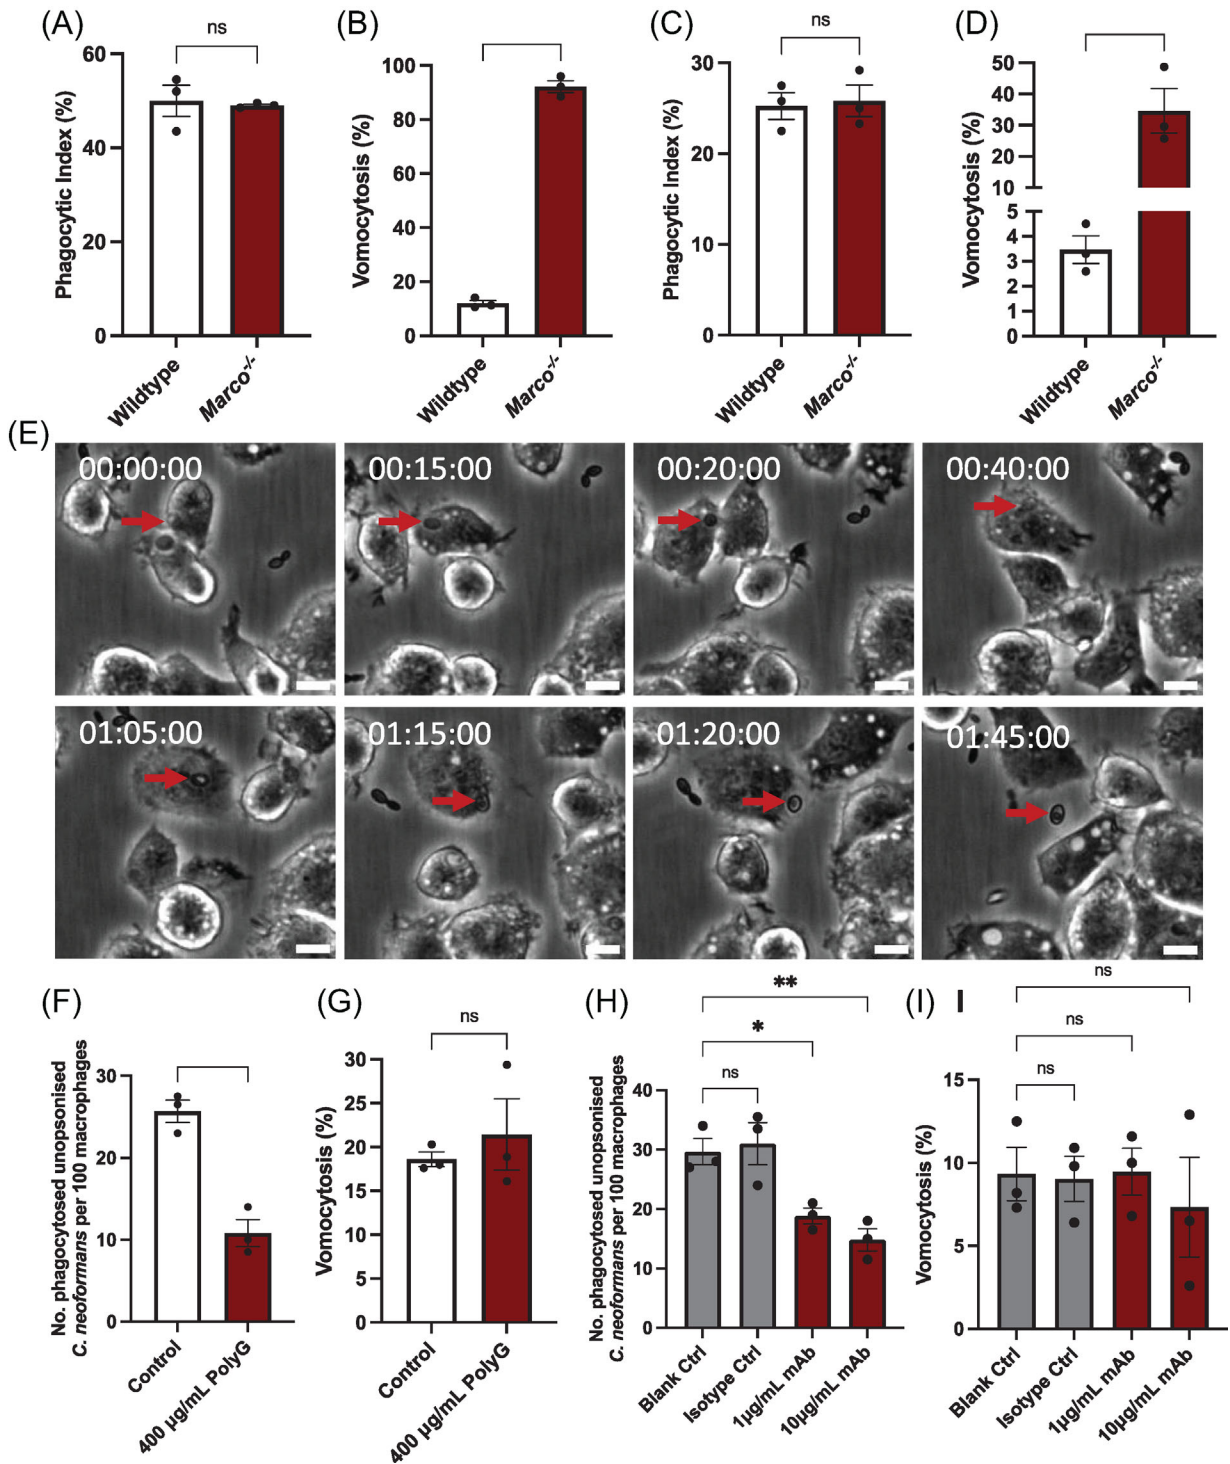 (A)
ns
Phagocytic Index (%)
60
40
20
0
Wildtype
Marco-/-
(B)
Vomocytosis (%)
100
80
60
40
20
0
Wildtype
Marco-/-
(C)
ns
Phagocytic Index (%)
30
20
10
0
Wildtype
Marco-/-
(D)
Vomocytosis (%)
50
40
30
20
10
5
4
3
2
1
0
Wildtype
Marco-/-
(E)
00:00:00
00:15:00
00:20:00
00:40:00
01:05:00
01:15:00
01:20:00
01:45:00
(F)
No. phagocytosed unopsonised
C. neoformans per 100 macrophages
30
20
10
0
Control
400 µg/mL PolyG
(G)
ns
Vomocytosis (%)
30
25
20
15
10
5
0
Control
400 µg/mL PolyG
(H)
**
*
ns
No. phagocytosed unopsonised
C. neoformans per 100 macrophages
40
30
20
10
0
Blank Ctrl
Isotype Ctrl
1µg/mL mAb
10µg/mL mAb
(I) I
ns
ns
ns
Vomocytosis (%)
15
10
5
0
Blank Ctrl
Isotype Ctrl
1µg/mL mAb
10µg/mL mAb